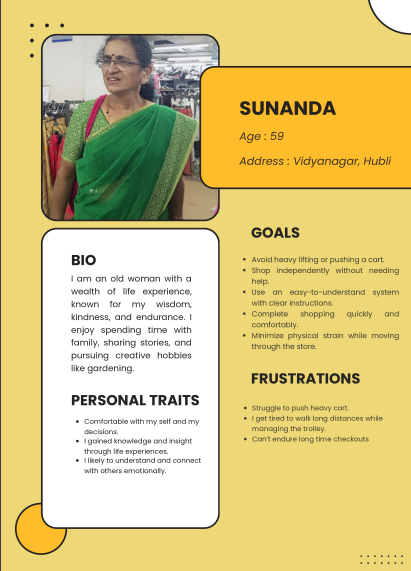 SUNANDA
Age : 59
Address : Vidyanagar, Hubli
BIO
I am an old woman with a
wealth of life experience,
known for my wisdom,
kindness, and endurance. I
enjoy spending time with
family, sharing stories, and
pursuing creative hobbies
like gardening.
PERSONAL TRAITS
• Comfortable with my self and my
decisions.
• I gained knowledge and insight
through life experiences.
• I likely to understand and connect
with others emotionally.
GOALS
• Avoid heavy lifting or pushing a cart.
• Shop independently without needing
help.
• Use an easy-to-understand system
with clear instructions.
• Complete shopping quickly and
comfortably.
• Minimize physical strain while moving
through the store.
FRUSTRATIONS
• Struggle to push heavy cart.
• I get tired to walk long distances while
managing the trolley.
• Can't endure long time checkouts